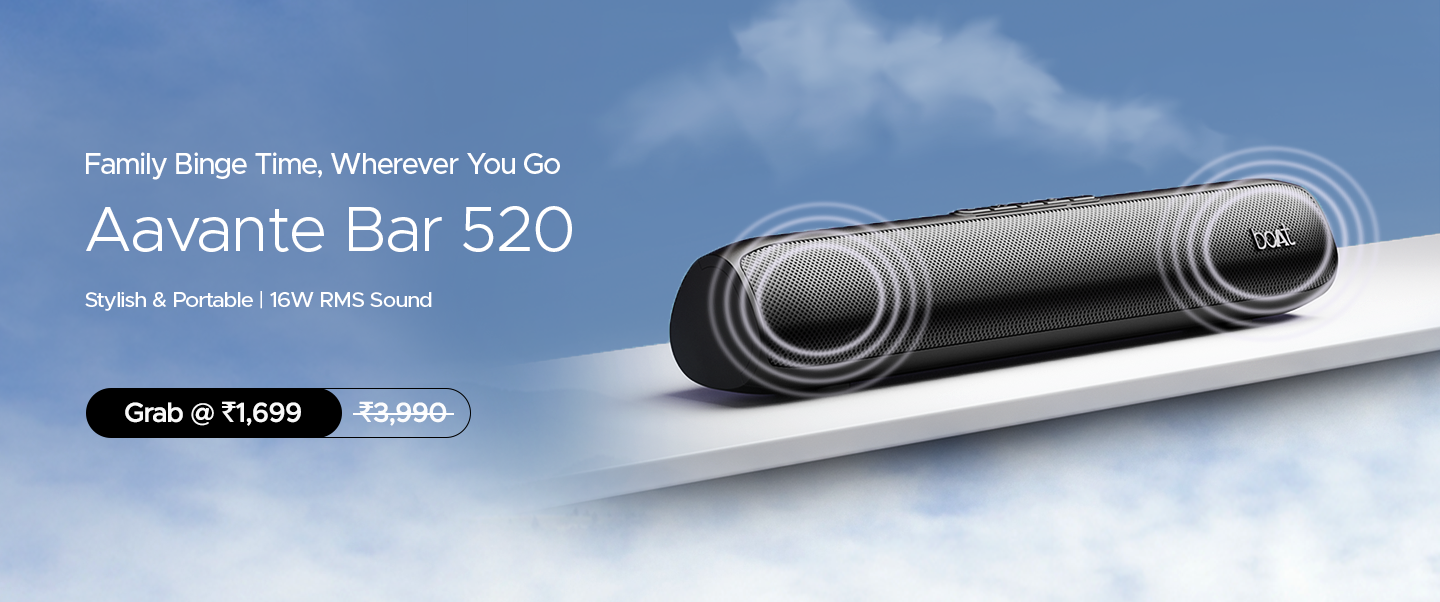 Family Binge Time, Wherever You Go
Aavante Bar 520
Stylish & Portable | 16W RMS Sound
Grab @ ₹1,699 ₹3,990
boAt